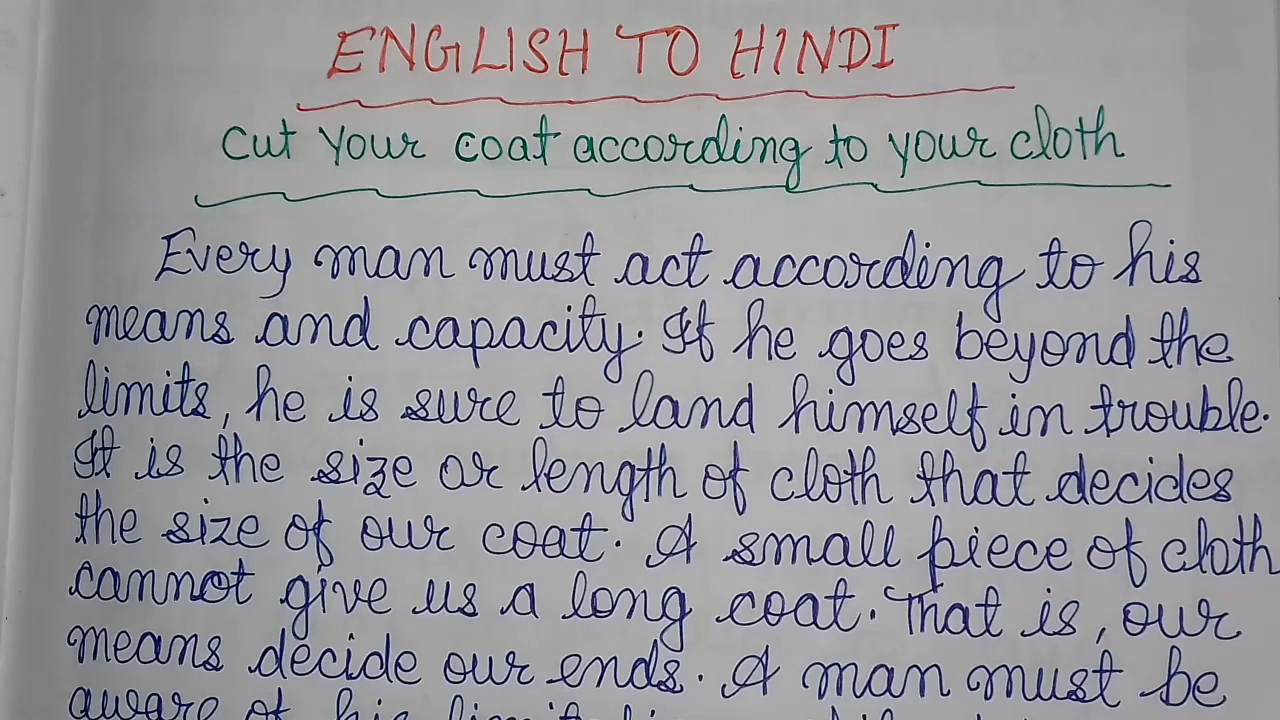 ENGLISH TO HINDI
Cut Your coat according to your cloth
Every man must act according to his
means and capacity. If he goes beyond the
limits, he is sure to land himself in trouble.
It is the size or length of cloth that decides
the size of our coat. A small piece of cloth
cannot give us a long coat. That is, our
means decide our ends. A man must be
aware of his